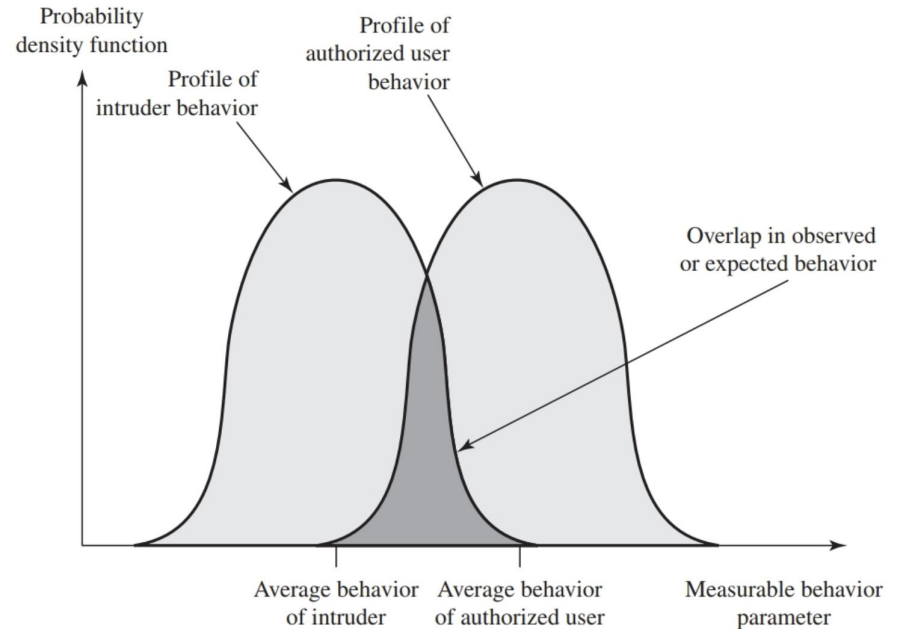 Probability
density function
Profile of
authorized user
behavior
Profile of
intruder behavior
Overlap in observed
or expected behavior
Average behavior
of intruder
Average behavior
of authorized user
Measurable behavior
parameter